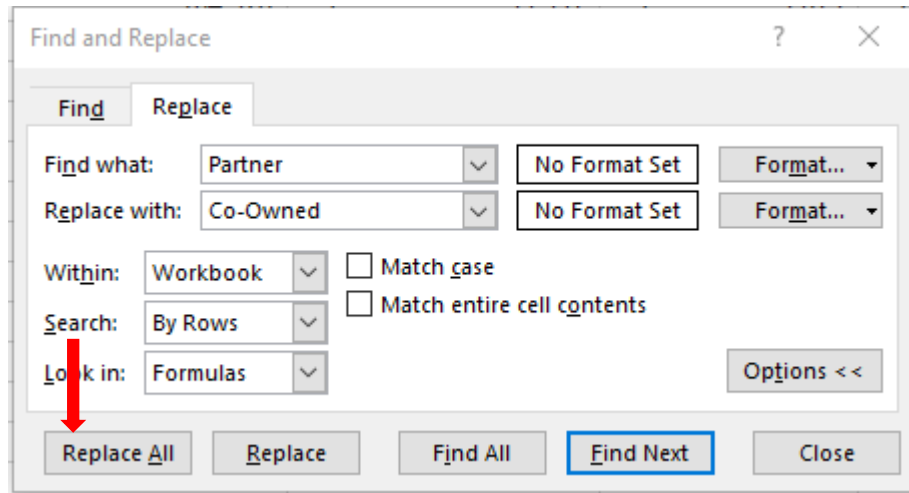 Find and Replace ?
Find Replace
Find what: Partner No Format Set Format...
Replace with: Co-Owned No Format Set Format...
Within: Workbook Match case
Match entire cell contents
Search: By Rows
Look in: Formulas
Options <<
Replace All Replace Find All Find Next Close